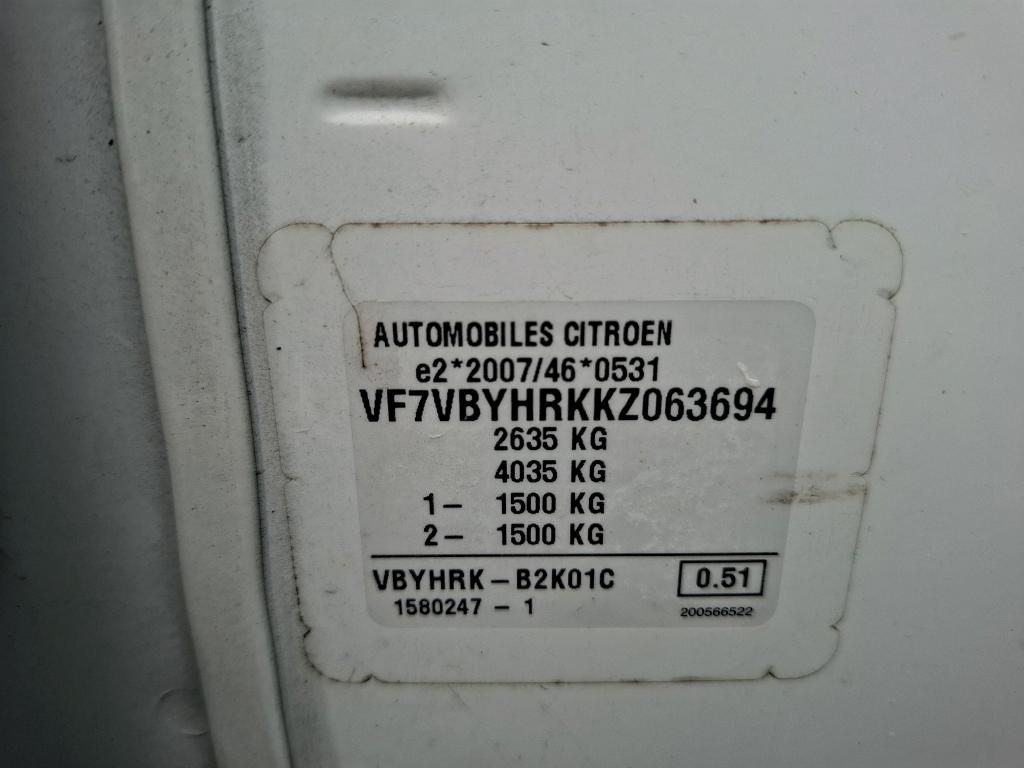 AUTOMOBILES CITROEN
e2*2007/46*0531
VF7VBYHRKKZ063694
2635 KG
4035 KG
1– 1500 KG
2– 1500 KG
VBYHRK – B2K01C 0.51
1580247 – 1 200566522